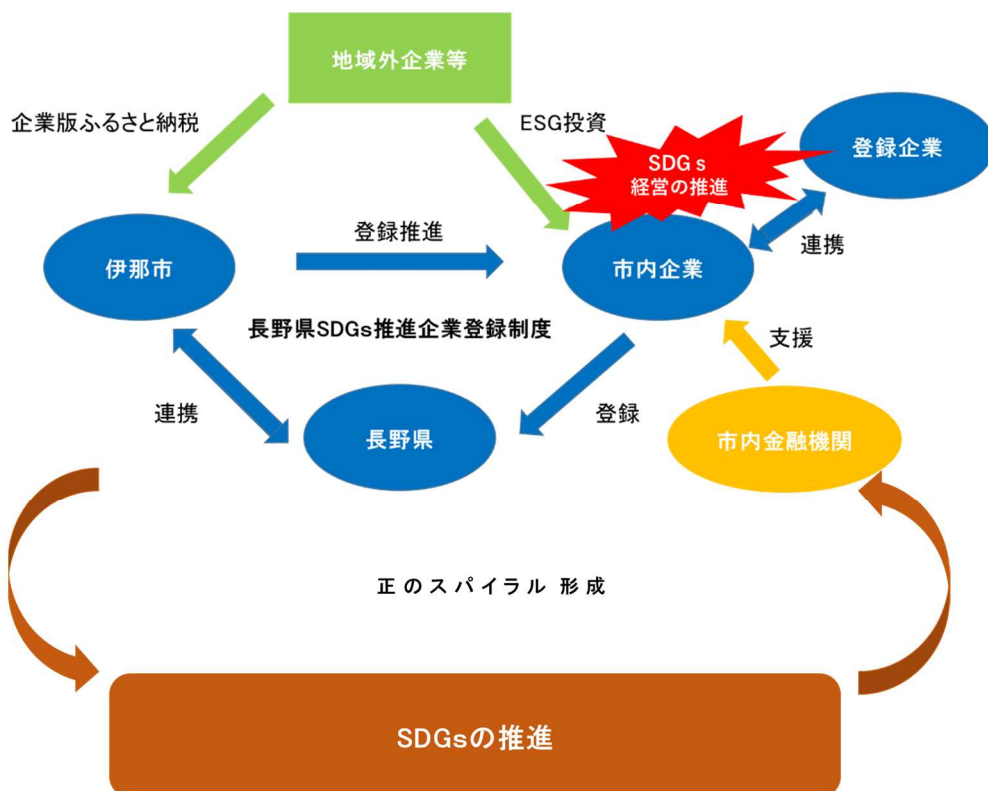 地域外企業等
企業版ふるさと納税
ESG投資
登録企業
SDGs
経営の推進
登録推進
伊那市
市内企業
連携
長野県SDGs推進企業登録制度
支援
連携
登録
長野県
市内金融機関
正のスパイラル 形成
SDGsの推進